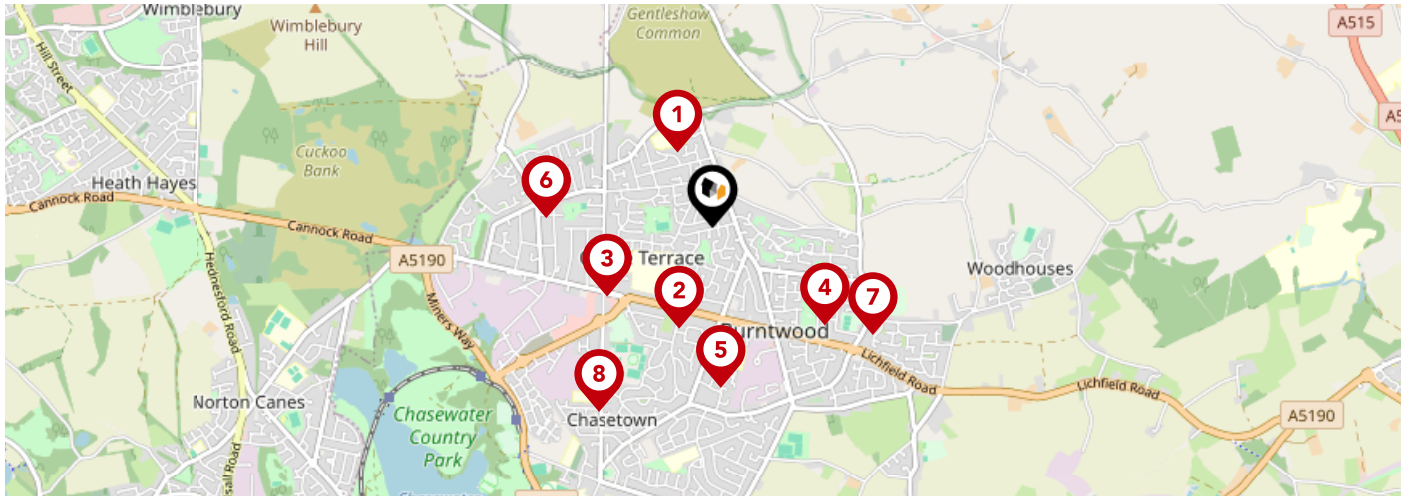 Wimblebury
Gentleshaw
Common
Wimblebury
Hill
A515
Hill Street
1
Cuckoo
Bank
6
Heath Hayes
Cannock Road
Cannock Road
A5190
3
Terrace
2
4
7
Woodhouses
Hednesford Road
Miners Way
Burntwood
5
Lichfield Road
Lichfield Road
8
Norton Canes
Chasewater
Country
Park
Chasetown
A5190